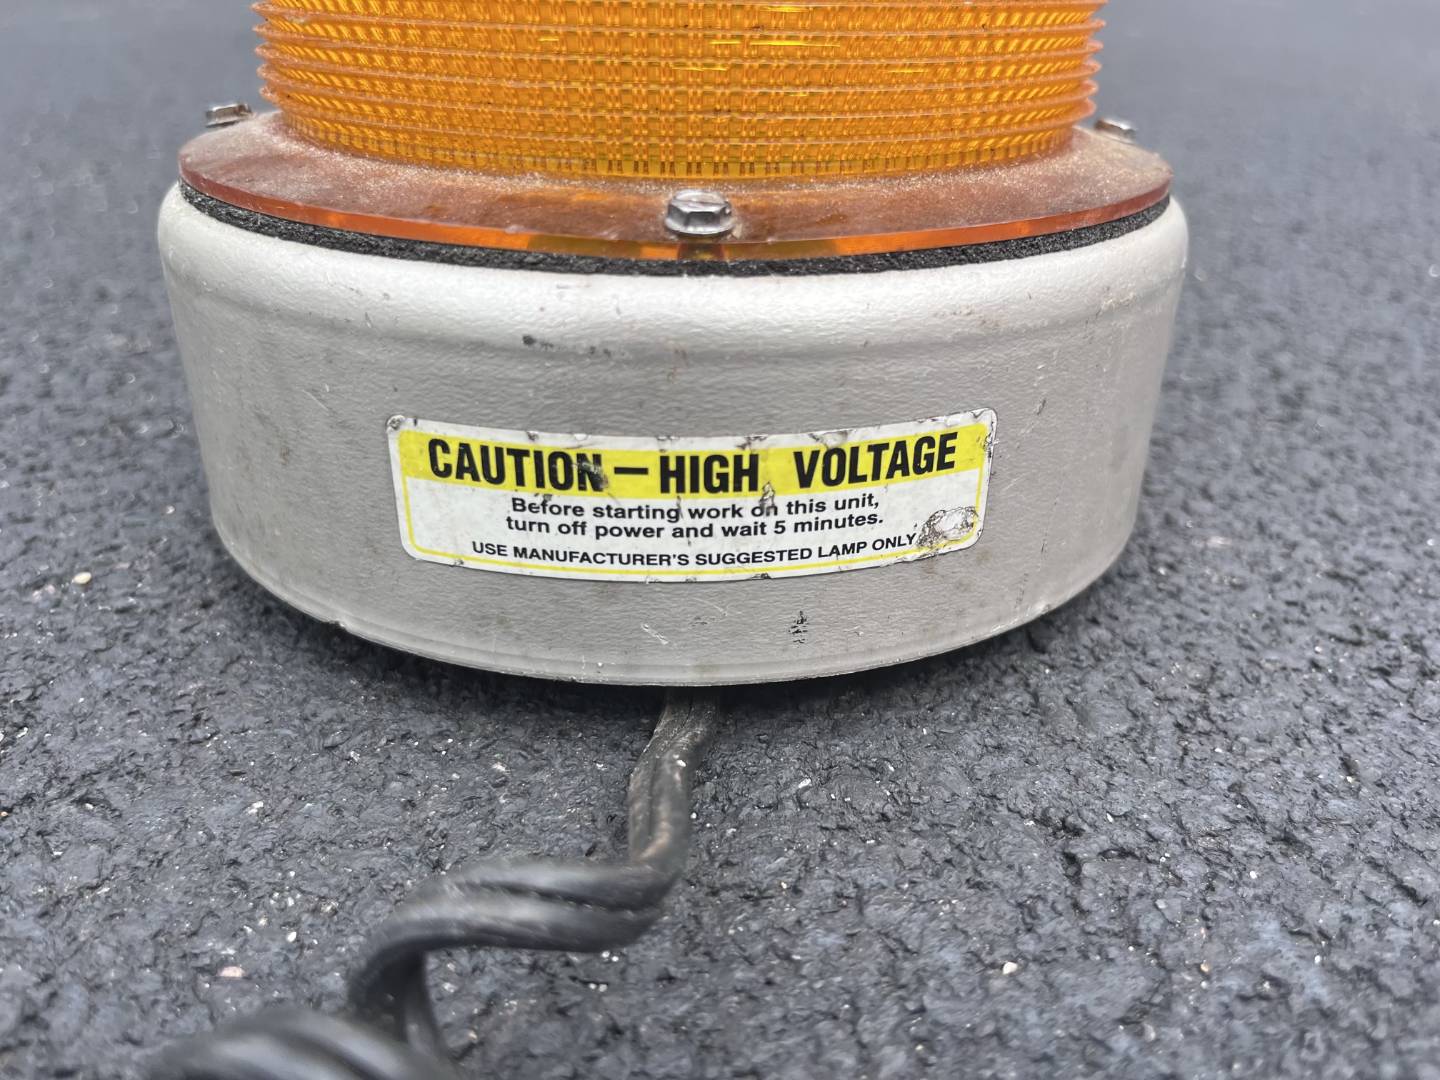 CAUTION — HIGH VOLTAGE
Before starting work on this unit,
turn off power and wait 5 minutes.
USE MANUFACTURER'S SUGGESTED LAMP ONLY